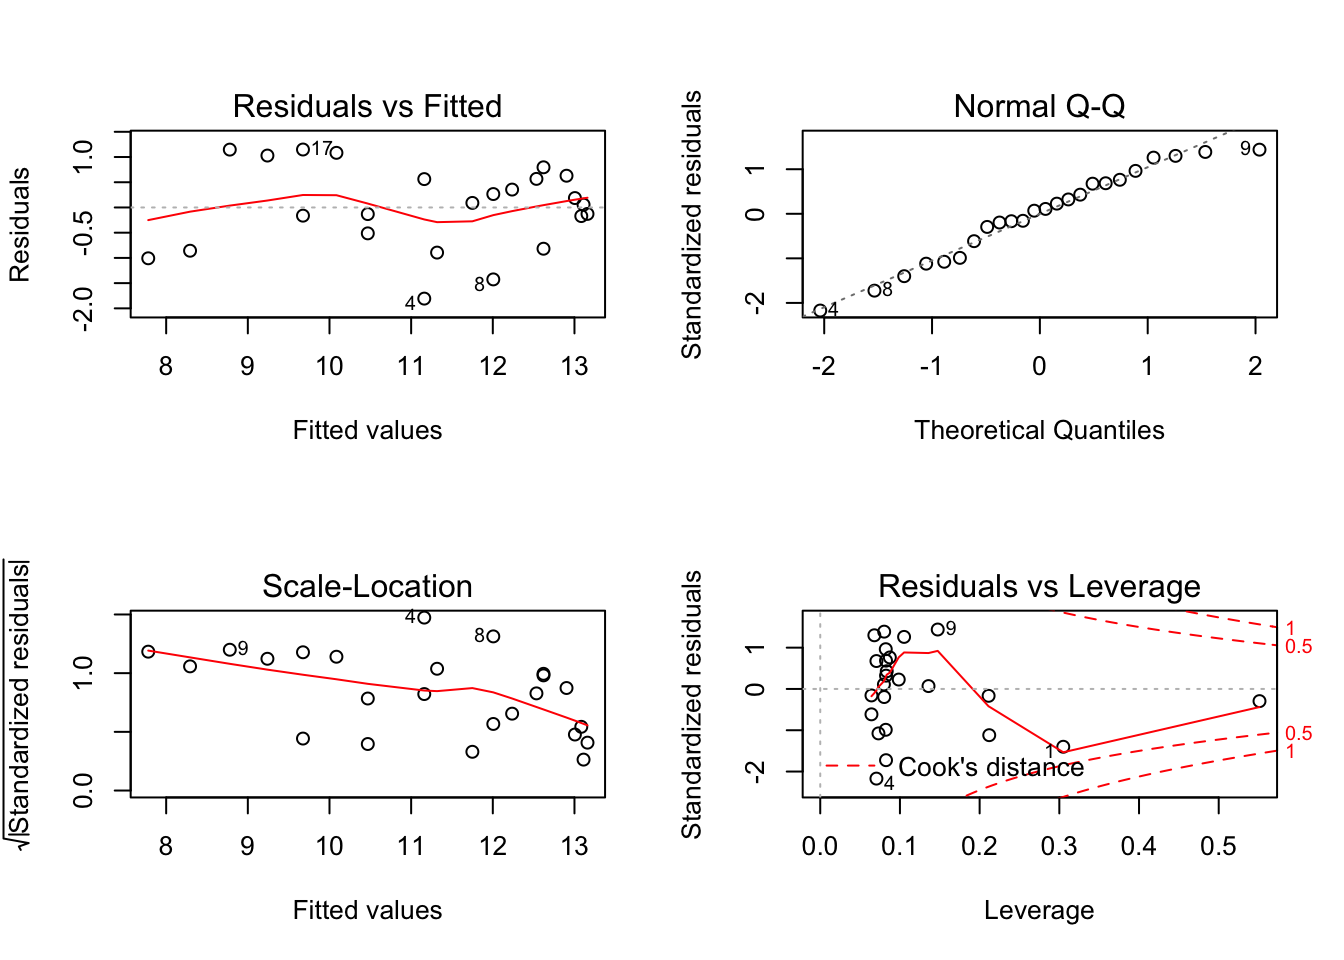 Residuals vs Fitted
Residuals
1.0
-0.5
-2.0
17
8
4
8 9 10 11 12 13
Fitted values
Normal Q-Q
Standardized residuals
1
0
-2
9
8
4
-2 -1 0 1 2
Theoretical Quantiles
Scale-Location
√|Standardized residuals|
1.0
0.0
4
8
9
8 9 10 11 12 13
Fitted values
Residuals vs Leverage
Standardized residuals
1
0
-2
9
1
4
1
0.5
0.5
1
Cook's distance
0.0 0.1 0.2 0.3 0.4 0.5
Leverage